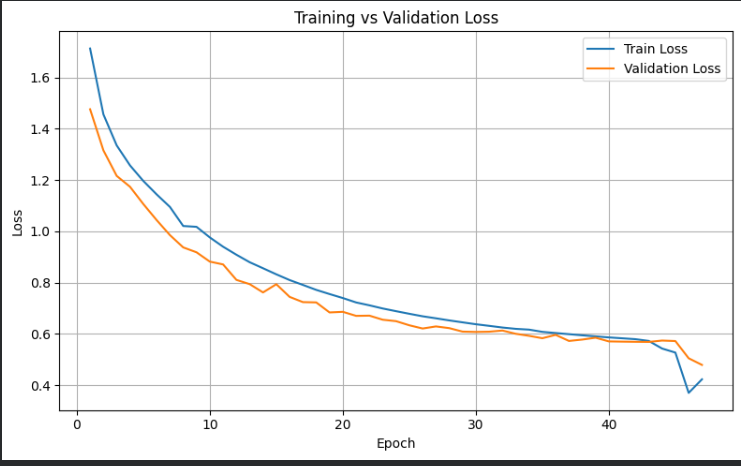 Training vs Validation Loss
Train Loss
Validation Loss
1.6
1.4
1.2
1.0
0.8
0.6
0.4
Loss
0 10 20 30 40
Epoch